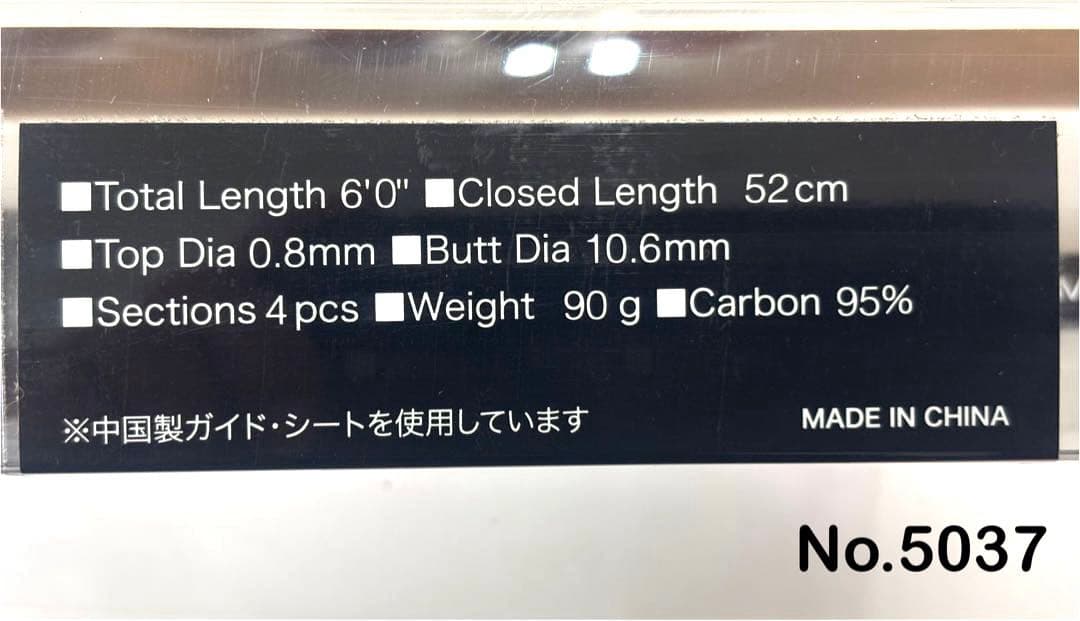 ■Total Length 6'0" ■Closed Length 52cm
■Top Dia 0.8mm ■Butt Dia 10.6mm
■Sections 4pcs ■Weight 90g ■Carbon 95%
※中国製ガイド・シートを使用しています
MADE IN CHINA
No.5037